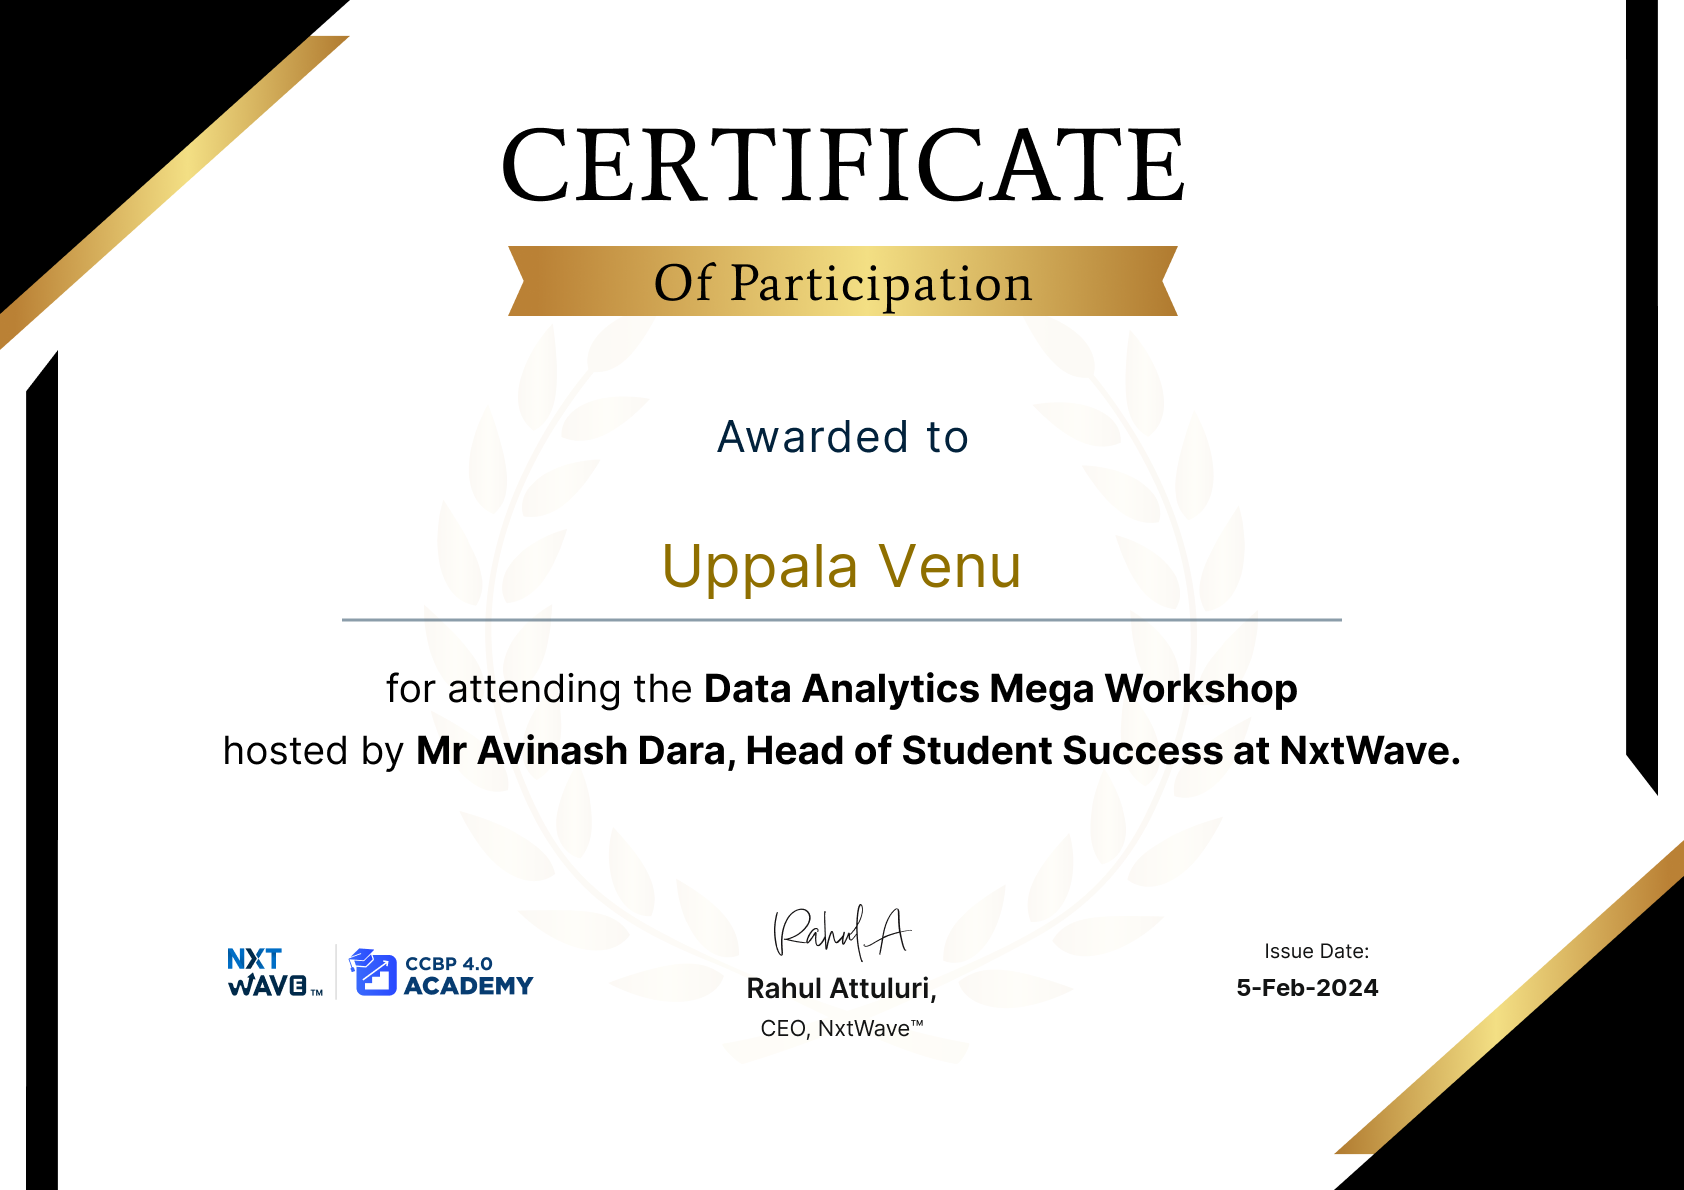 CERTIFICATE
Of Participation
Awarded to
Uppala Venu
for attending the Data Analytics Mega Workshop
hosted by Mr Avinash Dara, Head of Student Success at NxtWave.
NXT
WAVE™
CCBP 4.0
ACADEMY
Rahul A
Rahul Attuluri,
CEO, NxtWave™
Issue Date:
5-Feb-2024